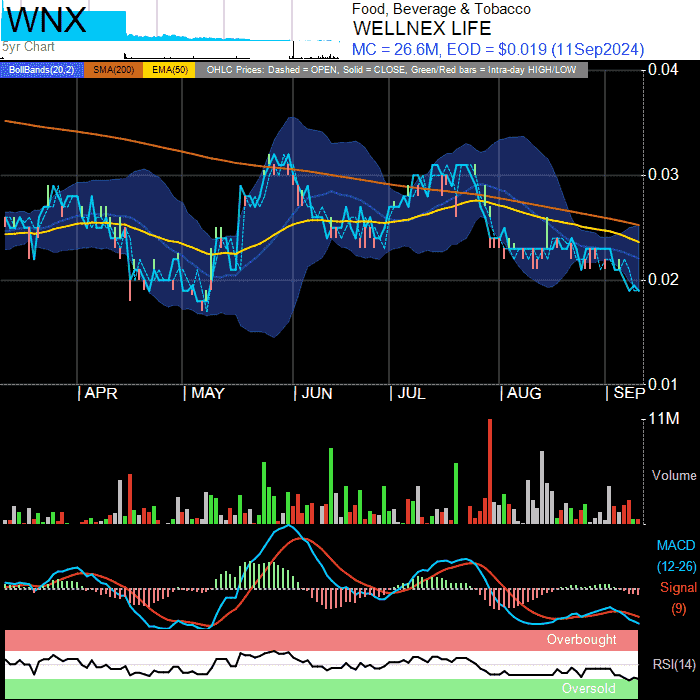 WNX
5yr Chart
Food, Beverage & Tobacco
WELLNEX LIFE
MC = 26.6M, EOD = $0.019 (11Sep2024)
BollBands(20,2) SMA(200) EMA(50) OHLC Prices: Dashed = OPEN, Solid = CLOSE, Green/Red bars = Intra-day HIGH/LOW
0.04
0.03
0.02
0.01
APR MAY JUN JUL AUG SEP
11M
Volume
MACD
(12-26)
Signal
(9)
Overbought
RSI(14)
Oversold